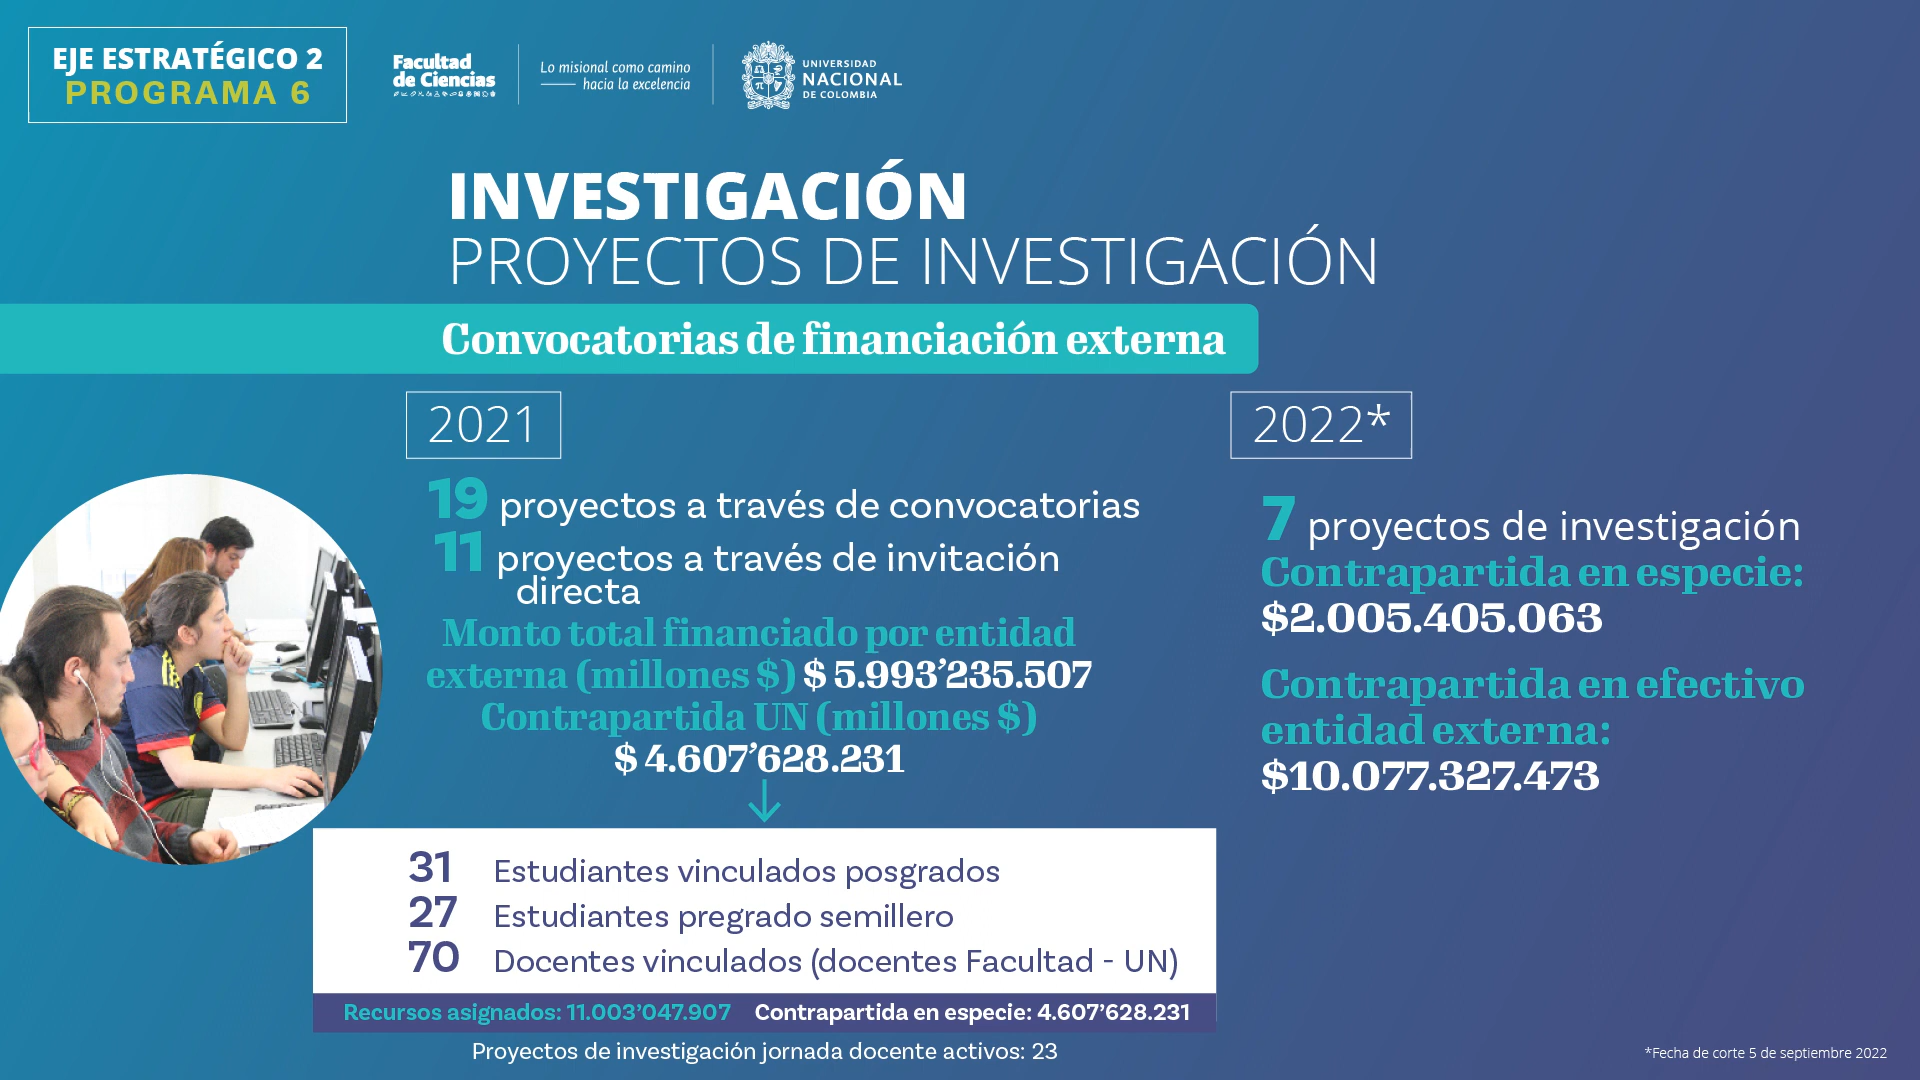 EJE ESTRATÉGICO 2
PROGRAMA 6
Facultad
de Ciencias
Lo misional como camino
hacia la excelencia
UNIVERSIDAD
NACIONAL
DE COLOMBIA
INVESTIGACIÓN
PROYECTOS DE INVESTIGACIÓN
Convocatorias de financiación externa
2021
19 proyectos a través de convocatorias
11 proyectos a través de invitación
directa
Monto total financiado por entidad
externa (millones $) $ 5.993’235.507
Contrapartida UN (millones $)
$ 4.607’628.231
31 Estudiantes vinculados posgrados
27 Estudiantes pregrado semillero
70 Docentes vinculados (docentes Facultad - UN)
Recursos asignados: 11.003’047.907 Contrapartida en especie: 4.607’628.231
Proyectos de investigación jornada docente activos: 23
2022*
7 proyectos de investigación
Contrapartida en especie:
$2.005.405.063
Contrapartida en efectivo
entidad externa:
$10.077.327.473
*Fecha de corte 5 de septiembre 2022